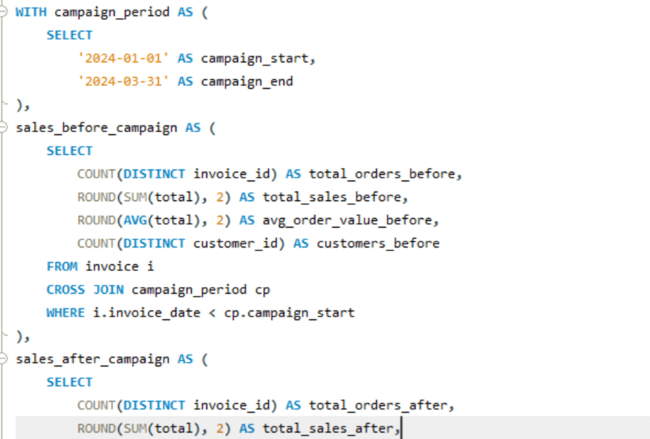 WITH campaign_period AS (
SELECT
'2024-01-01' AS campaign_start,
'2024-03-31' AS campaign_end
),
sales_before_campaign AS (
SELECT
COUNT(DISTINCT invoice_id) AS total_orders_before,
ROUND(SUM(total), 2) AS total_sales_before,
ROUND(AVG(total), 2) AS avg_order_value_before,
COUNT(DISTINCT customer_id) AS customers_before
FROM invoice i
CROSS JOIN campaign_period cp
WHERE i.invoice_date < cp.campaign_start
),
sales_after_campaign AS (
SELECT
COUNT(DISTINCT invoice_id) AS total_orders_after,
ROUND(SUM(total), 2) AS total_sales_after,